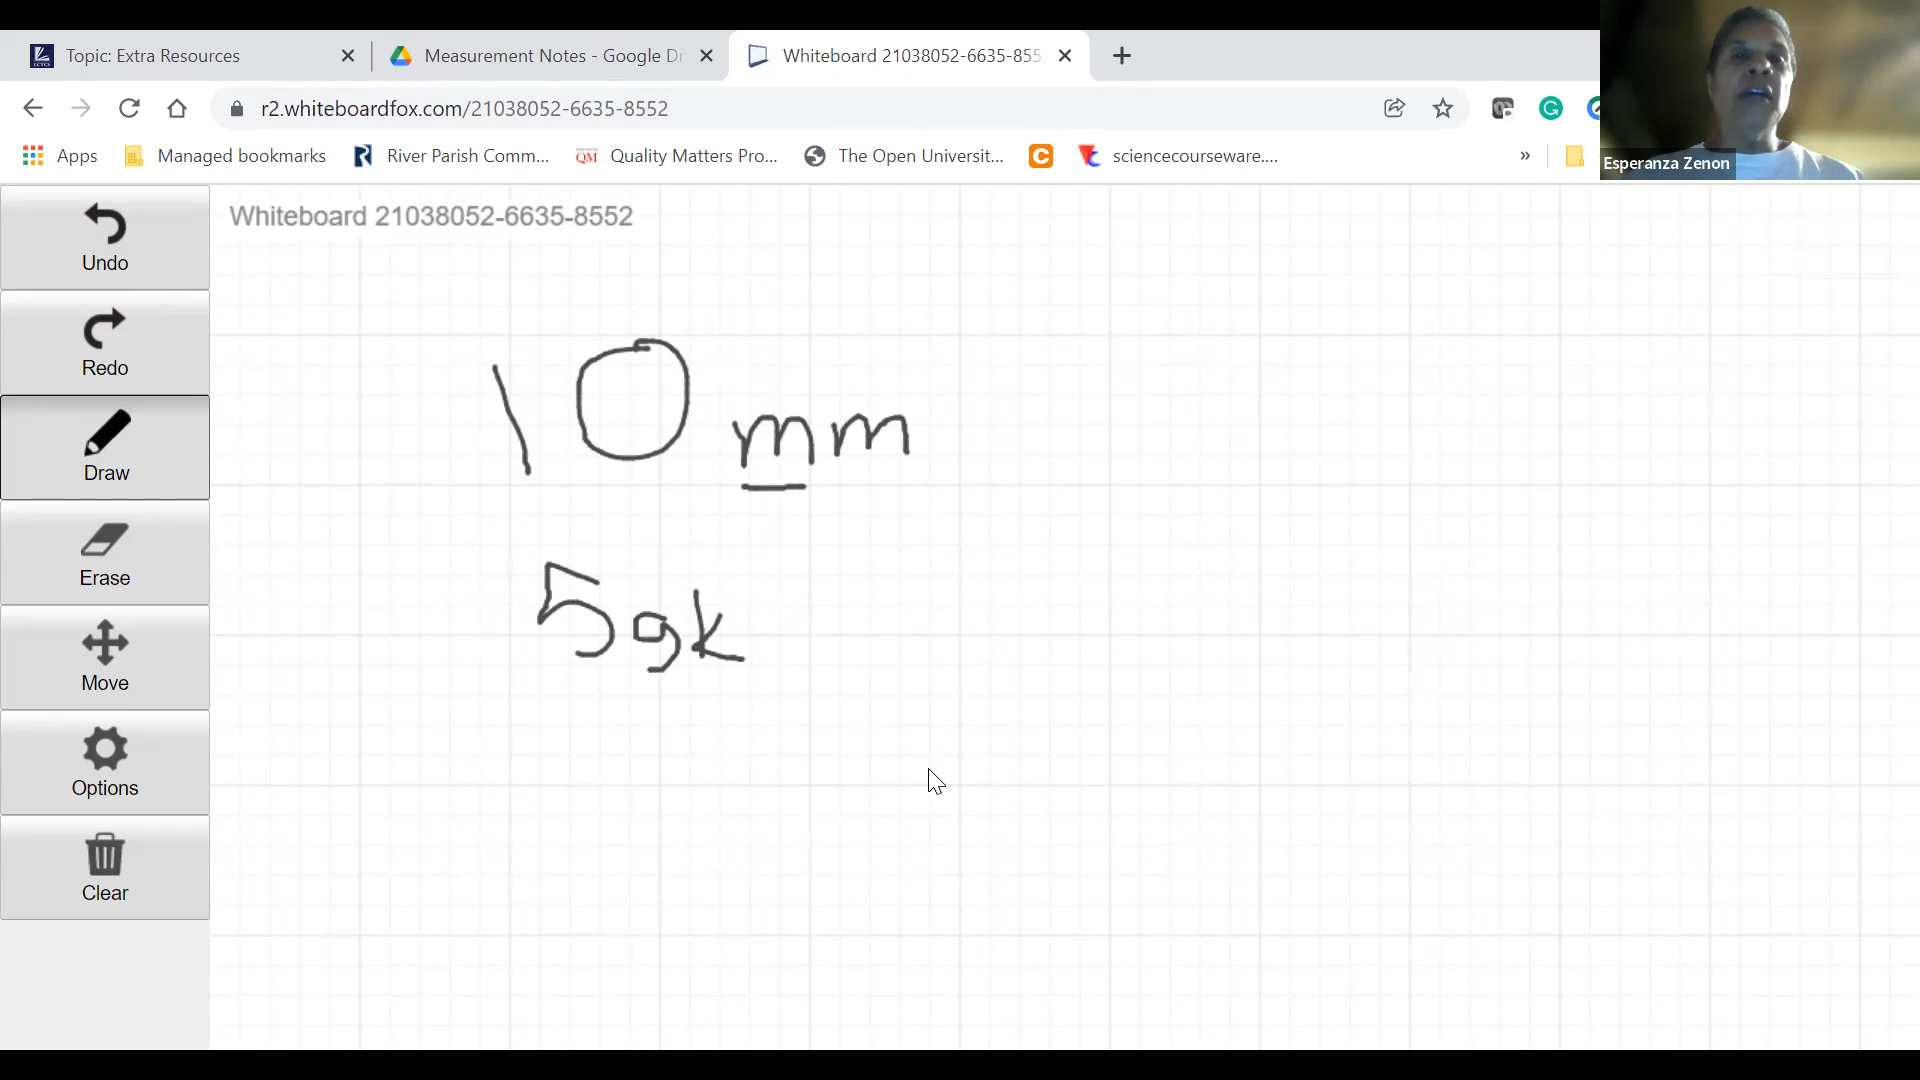 Topic: Extra Resources
Measurement Notes - Google Dr
Whiteboard 21038052-6635-855
r2.whiteboardfox.com/21038052-6635-8552
Apps
Managed bookmarks
River Parish Comm...
QM
Quality Matters Pro...
The Open Universit...
C
sciencecourseware....
»
Esperanza Zenon
Whiteboard 21038052-6635-8552
Undo
Redo
Draw
Erase
Move
Options
Clear
10 mm
5gk